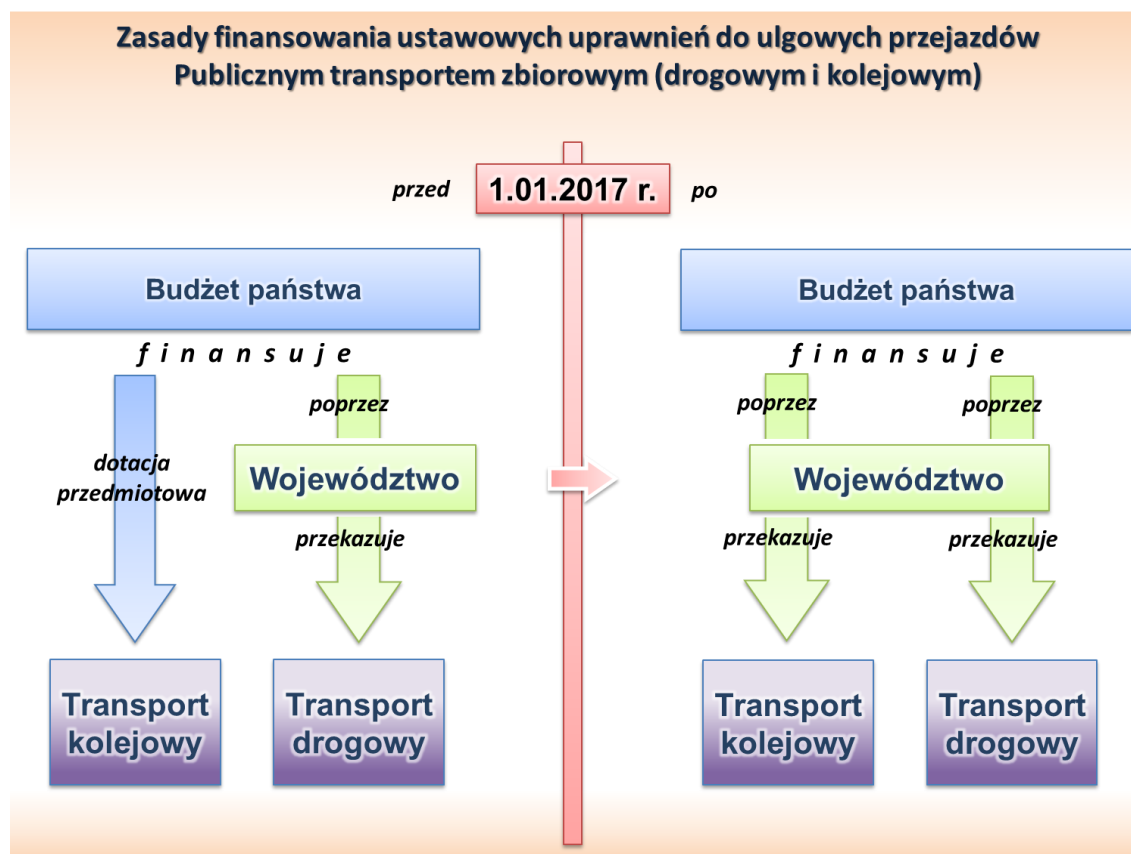 Zasady finansowania ustawowych uprawnień do ulgowych przejazdów
Publicznym transportem zbiorowym (drogowym i kolejowym)
przed
1.01.2017 r.
po
Budżet państwa
finansuje
dotacja
przedmiotowa
poprzez
Województwo
przekazuje
Transport
kolejowy
Transport
drogowy
Budżet państwa
finansuje
poprzez
poprzez
Województwo
przekazuje
przekazuje
Transport
kolejowy
Transport
drogowy